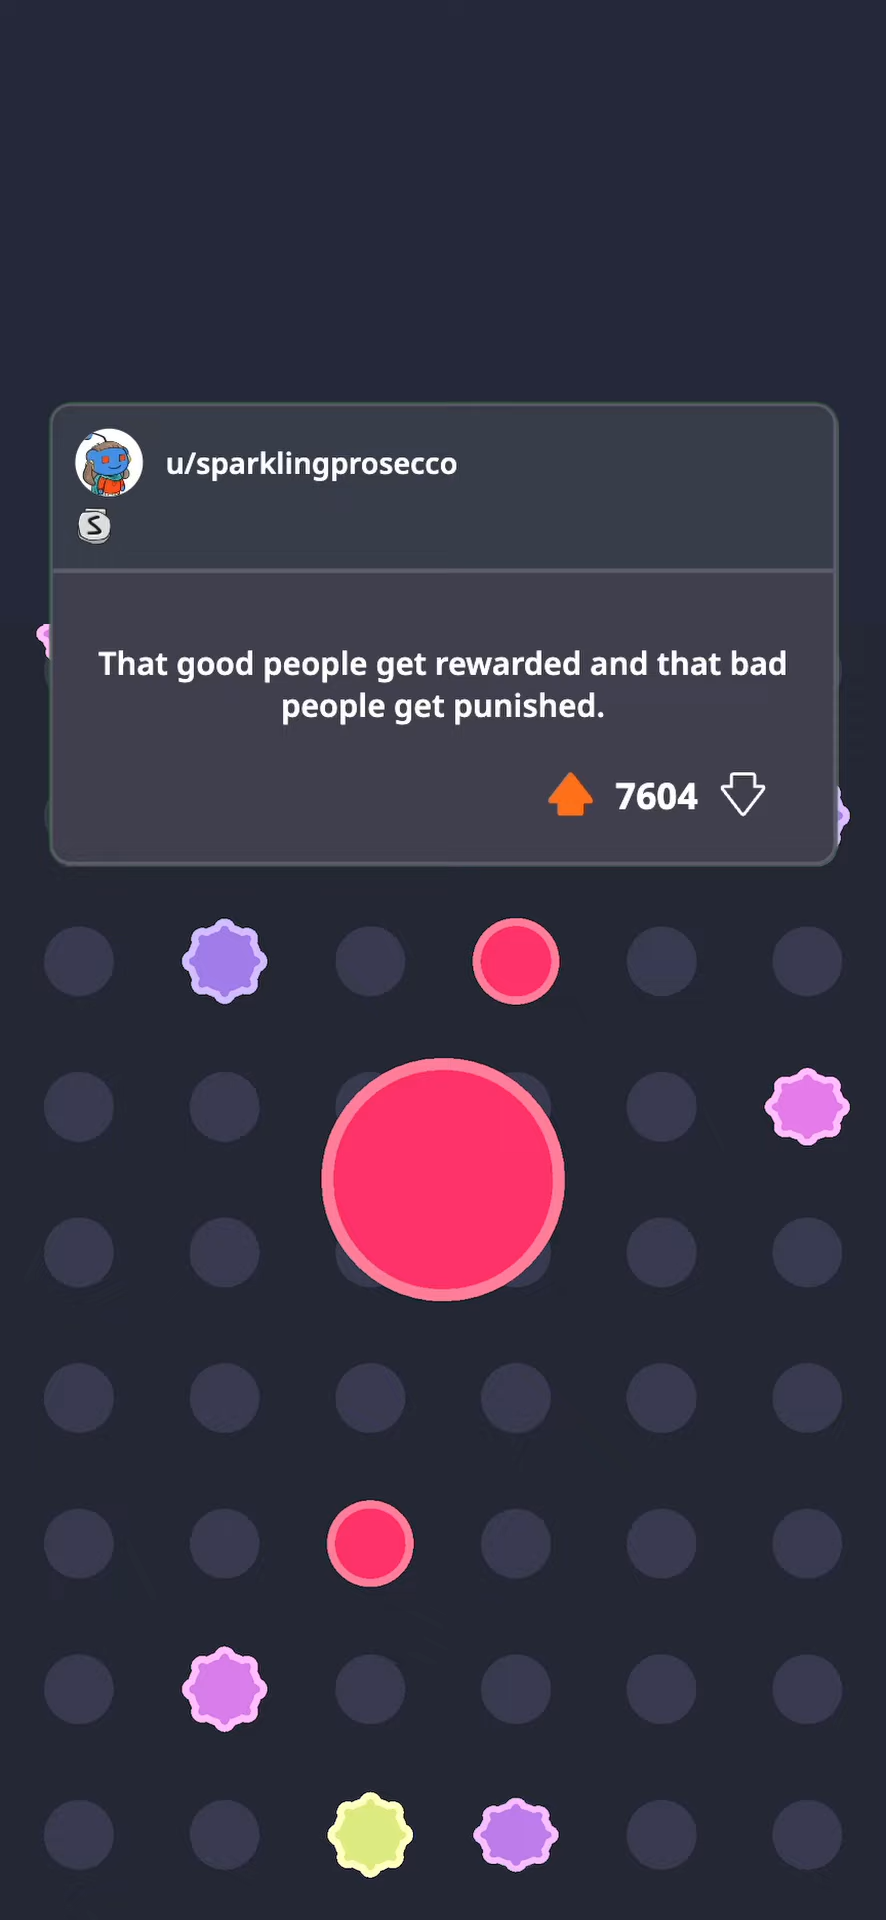 u/sparklingprosecco
S
That good people get rewarded and that bad
people get punished.
7604